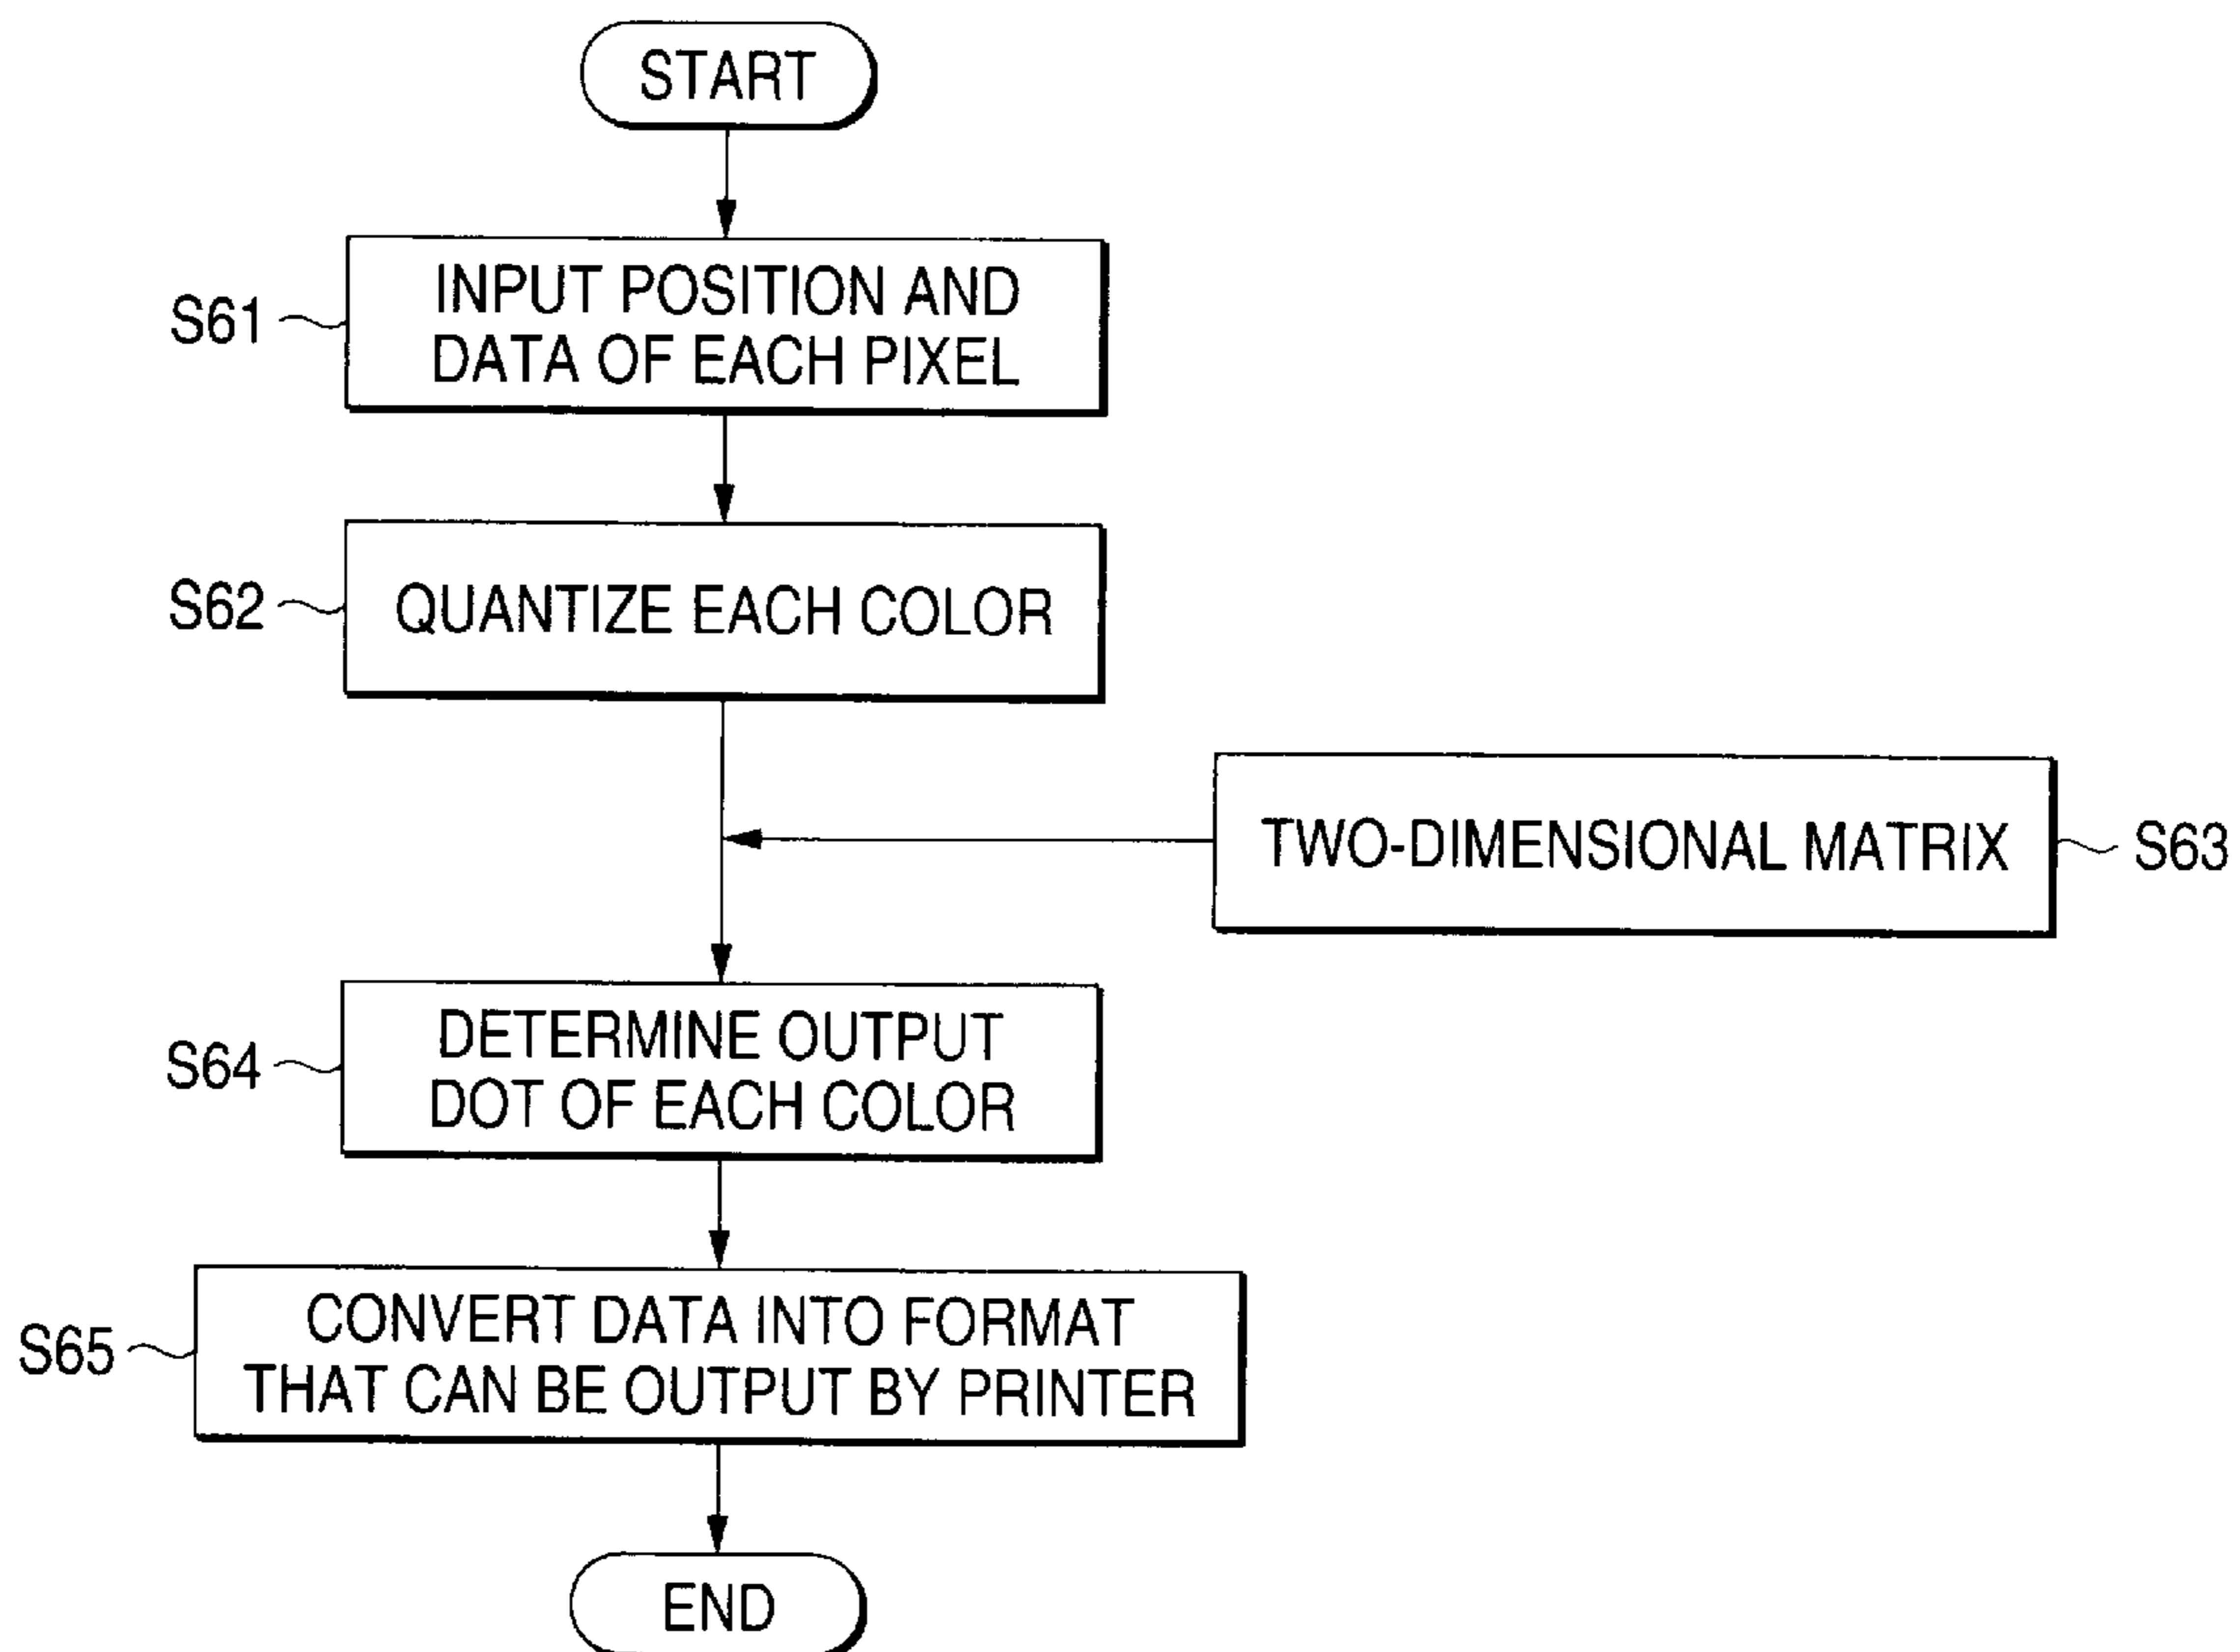 START
S61
INPUT POSITION AND
DATA OF EACH PIXEL
S62
QUANTIZE EACH COLOR
TWO-DIMENSIONAL MATRIX
S63
S64
DETERMINE OUTPUT
DOT OF EACH COLOR
S65
CONVERT DATA INTO FORMAT
THAT CAN BE OUTPUT BY PRINTER
END